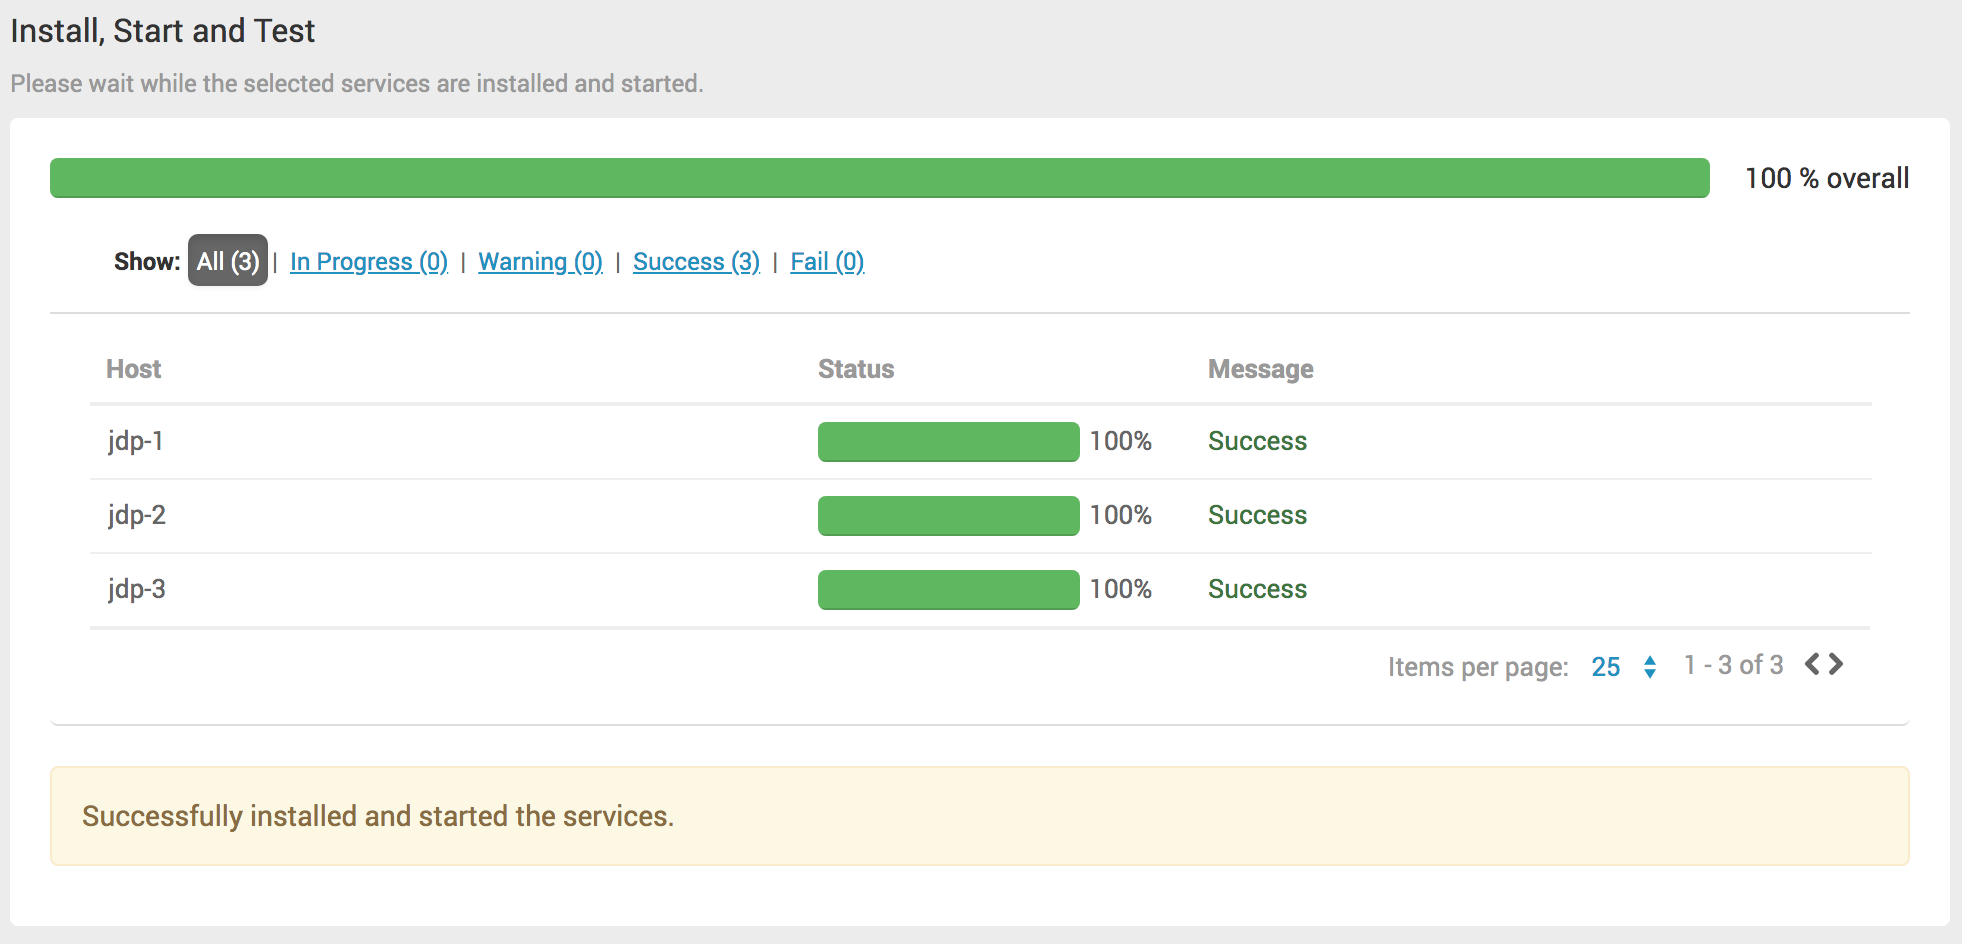 Install, Start and Test
Please wait while the selected services are installed and started.
100 % overall
Show: All (3) | In Progress (0) | Warning (0) | Success (3) | Fail (0)
Host Status Message
jdp-1 100% Success
jdp-2 100% Success
jdp-3 100% Success
Items per page: 25 1 - 3 of 3
Successfully installed and started the services.